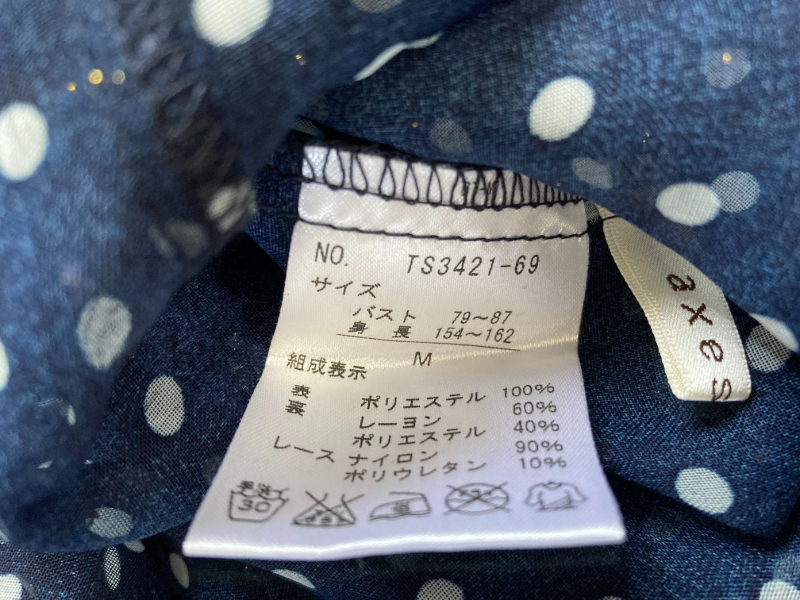 NO. TS3421-69
サイズ
バスト 79～87
身長 154～162
M
組成表示
表 ポリエステル 100%
裏 レーヨン 60%
ポリエステル 40%
レース ナイロン 90%
ポリウレタン 10%
30
axes